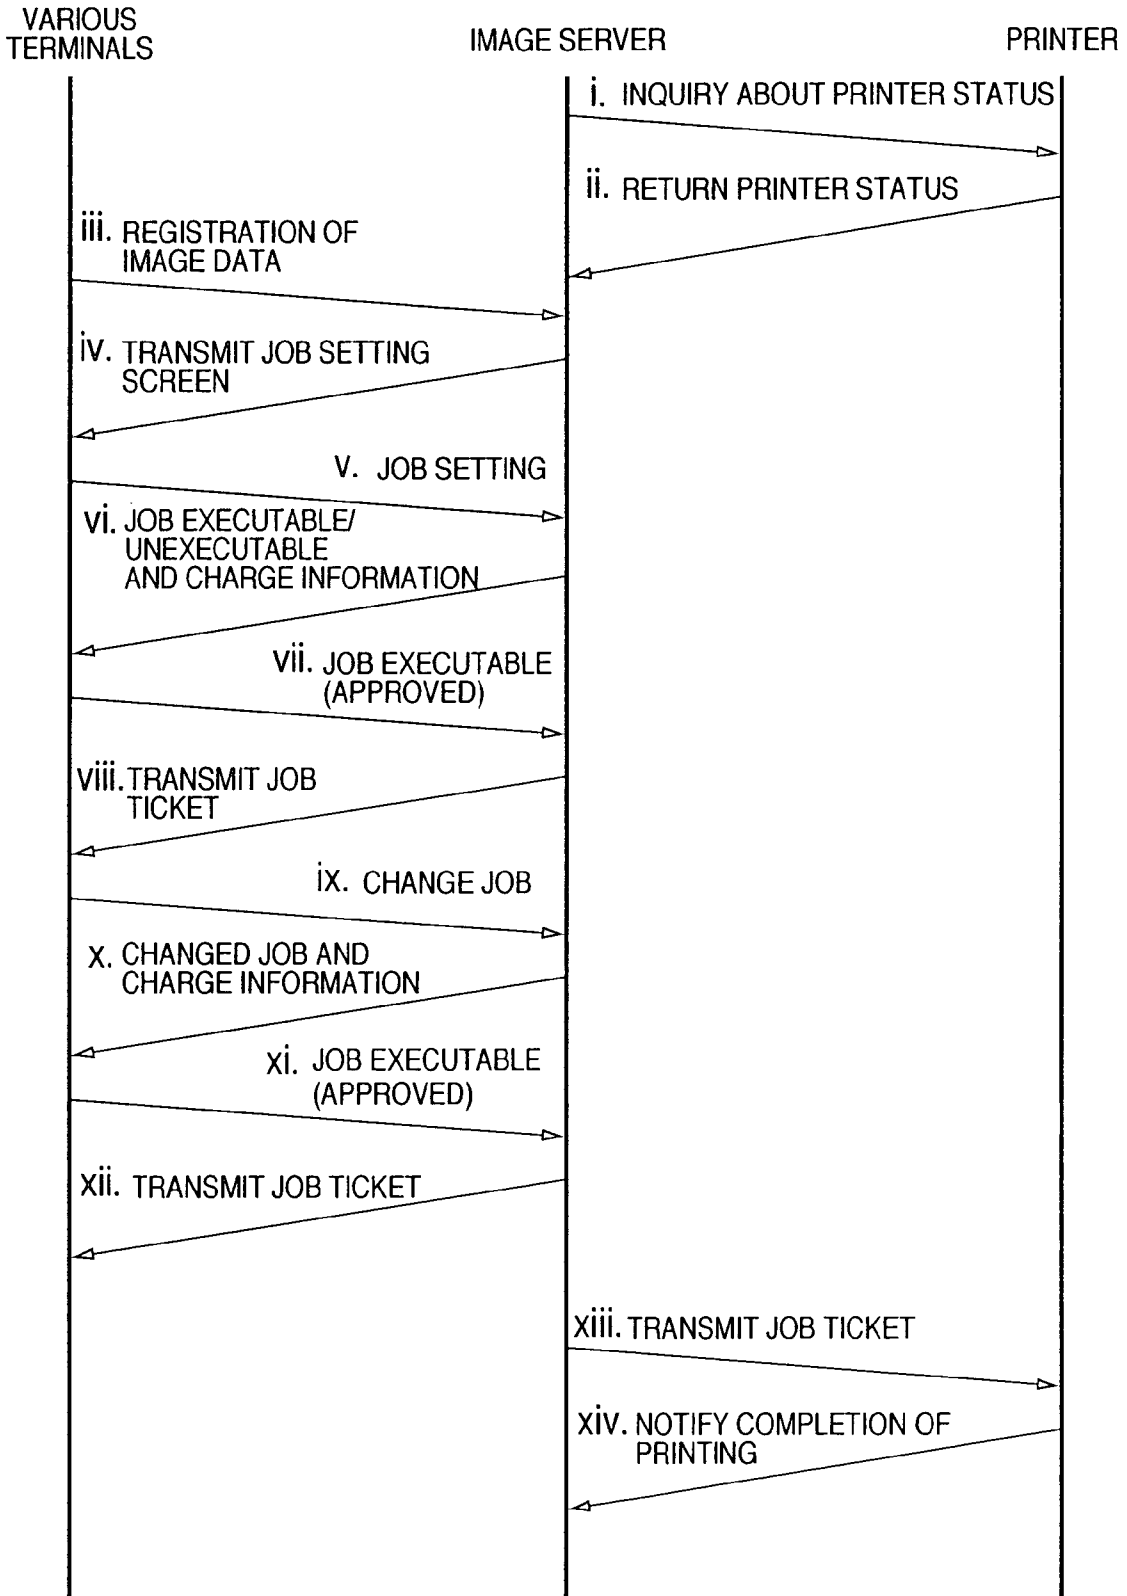 VARIOUS
TERMINALS
IMAGE SERVER
PRINTER
i. INQUIRY ABOUT PRINTER STATUS
ii. RETURN PRINTER STATUS
iii. REGISTRATION OF
IMAGE DATA
iv. TRANSMIT JOB SETTING
SCREEN
v. JOB SETTING
vi. JOB EXECUTABLE/
UNEXECUTABLE
AND CHARGE INFORMATION
vii. JOB EXECUTABLE
(APPROVED)
viii. TRANSMIT JOB
TICKET
ix. CHANGE JOB
x. CHANGED JOB AND
CHARGE INFORMATION
xi. JOB EXECUTABLE
(APPROVED)
xii. TRANSMIT JOB TICKET
xiii. TRANSMIT JOB TICKET
xiv. NOTIFY COMPLETION OF
PRINTING